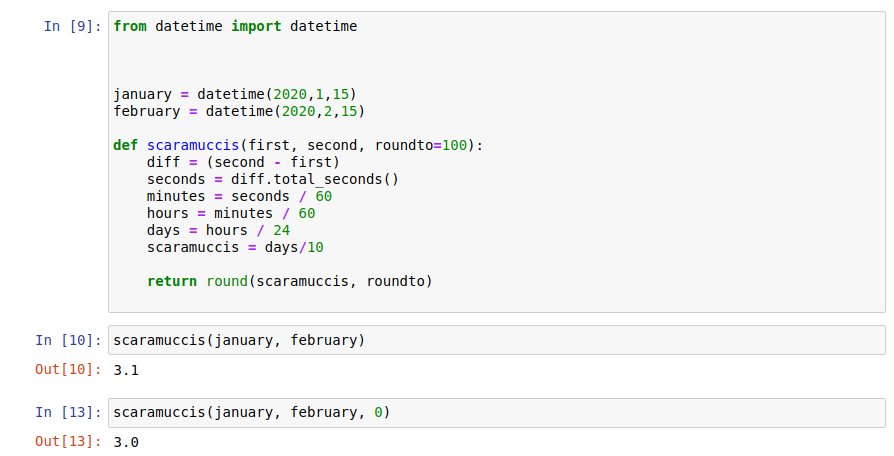 In [9]: from datetime import datetime
january = datetime(2020,1,15)
february = datetime(2020,2,15)
def scaramuccis(first, second, roundto=100):
    diff = (second - first)
    seconds = diff.total_seconds()
    minutes = seconds / 60
    hours = minutes / 60
    days = hours / 24
    scaramuccis = days/10
    return round(scaramuccis, roundto)
In [10]: scaramuccis(january, february)
Out[10]: 3.1
In [13]: scaramuccis(january, february, 0)
Out[13]: 3.0